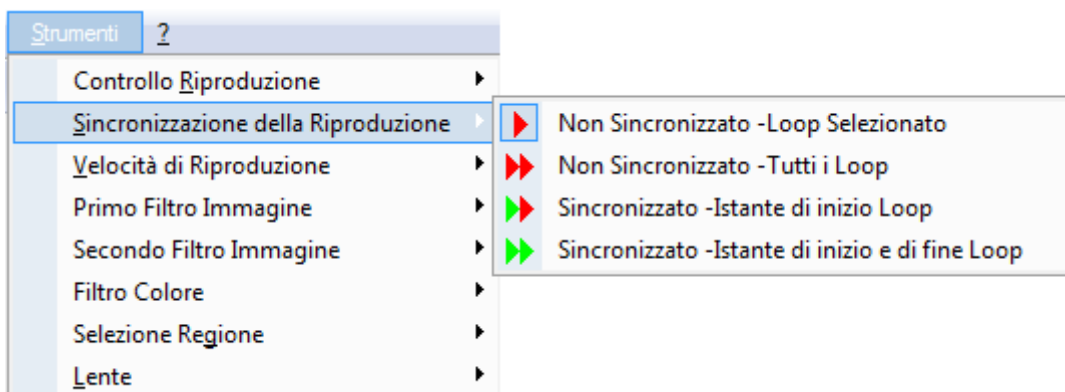 Strumenti ?
Controllo Riproduzione
Sincronizzazione della Riproduzione
Non Sincronizzato -Loop Selezionato
Velocità di Riproduzione
Non Sincronizzato -Tutti i Loop
Primo Filtro Immagine
Sincronizzato -Istante di inizio Loop
Secondo Filtro Immagine
Sincronizzato -Istante di inizio e di fine Loop
Filtro Colore
Selezione Regione
Lente